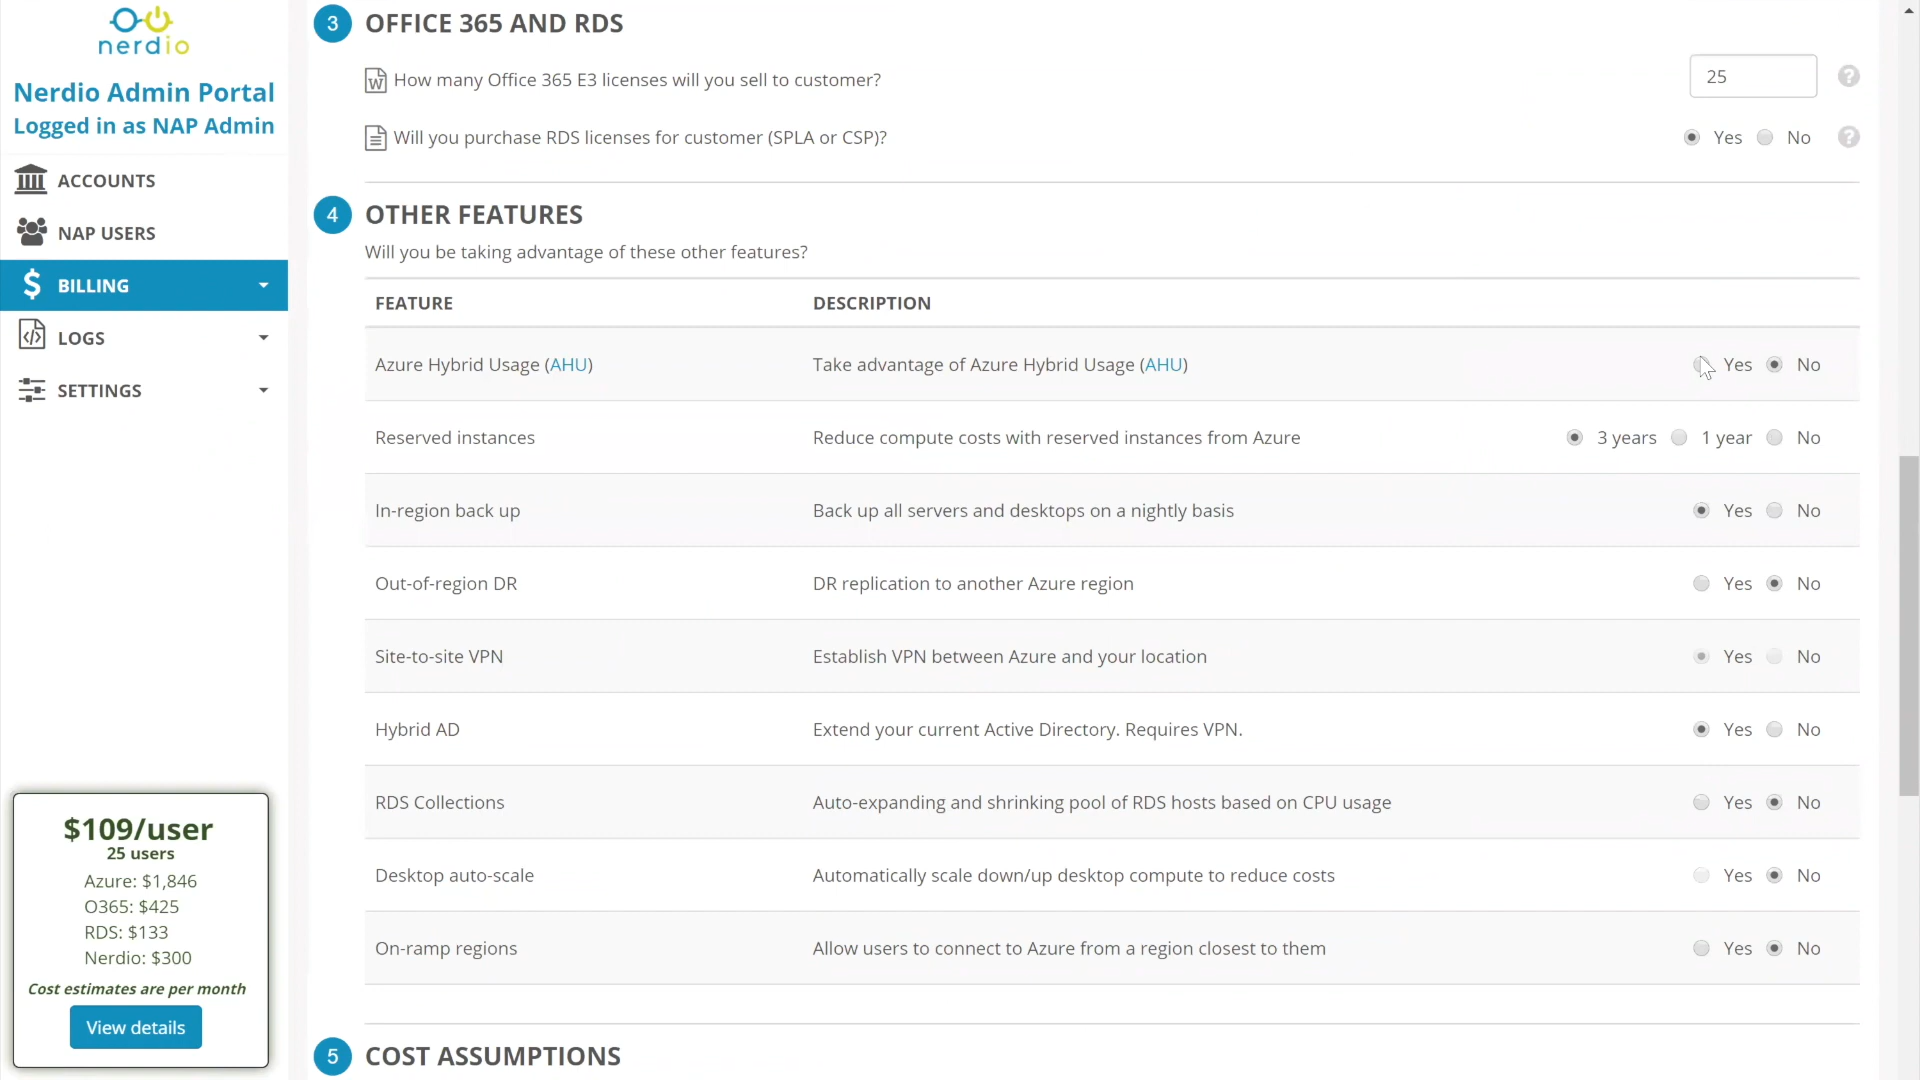 nerdio
Nerdio Admin Portal
Logged in as NAP Admin
ACCOUNTS
NAP USERS
BILLING
LOGS
SETTINGS
$109/user
25 users
Azure: $1,846
O365: $425
RDS: $133
Nerdio: $300
Cost estimates are per month
View details
3 OFFICE 365 AND RDS
How many Office 365 E3 licenses will you sell to customer? 25 ?
Will you purchase RDS licenses for customer (SPLA or CSP)? Yes No ?
4 OTHER FEATURES
Will you be taking advantage of these other features?
FEATURE DESCRIPTION
Azure Hybrid Usage (AHU) Take advantage of Azure Hybrid Usage (AHU) Yes No
Reserved instances Reduce compute costs with reserved instances from Azure 3 years 1 year No
In-region back up Back up all servers and desktops on a nightly basis Yes No
Out-of-region DR DR replication to another Azure region Yes No
Site-to-site VPN Establish VPN between Azure and your location Yes No
Hybrid AD Extend your current Active Directory. Requires VPN. Yes No
RDS Collections Auto-expanding and shrinking pool of RDS hosts based on CPU usage Yes No
Desktop auto-scale Automatically scale down/up desktop compute to reduce costs Yes No
On-ramp regions Allow users to connect to Azure from a region closest to them Yes No
5 COST ASSUMPTIONS